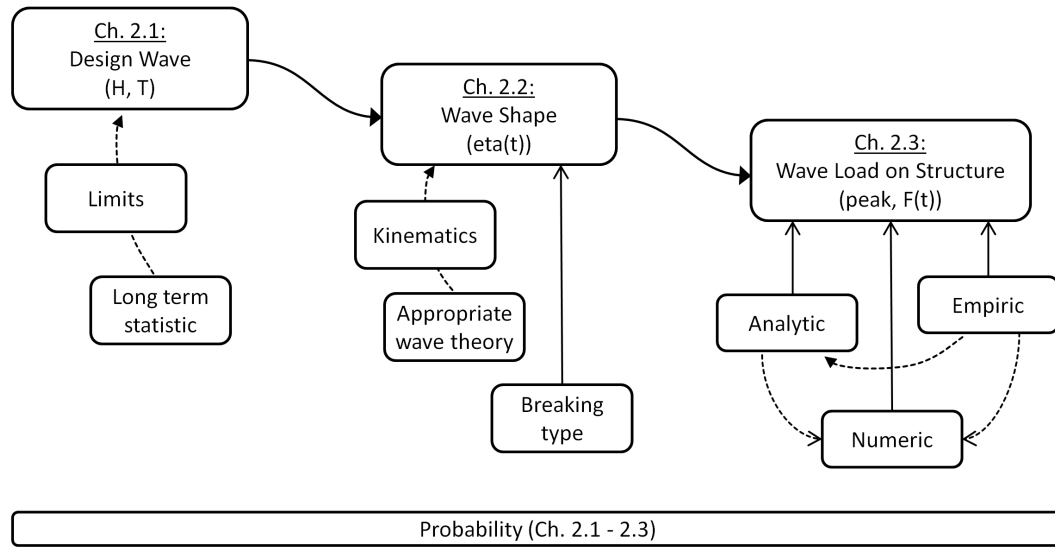 Ch. 2.1:
Design Wave
(H, T)
Limits
Long term
statistic
Ch. 2.2:
Wave Shape
(eta(t))
Kinematics
Appropriate
wave theory
Breaking
type
Ch. 2.3:
Wave Load on Structure
(peak, F(t))
Analytic
Empiric
Numeric
Probability (Ch. 2.1 - 2.3)